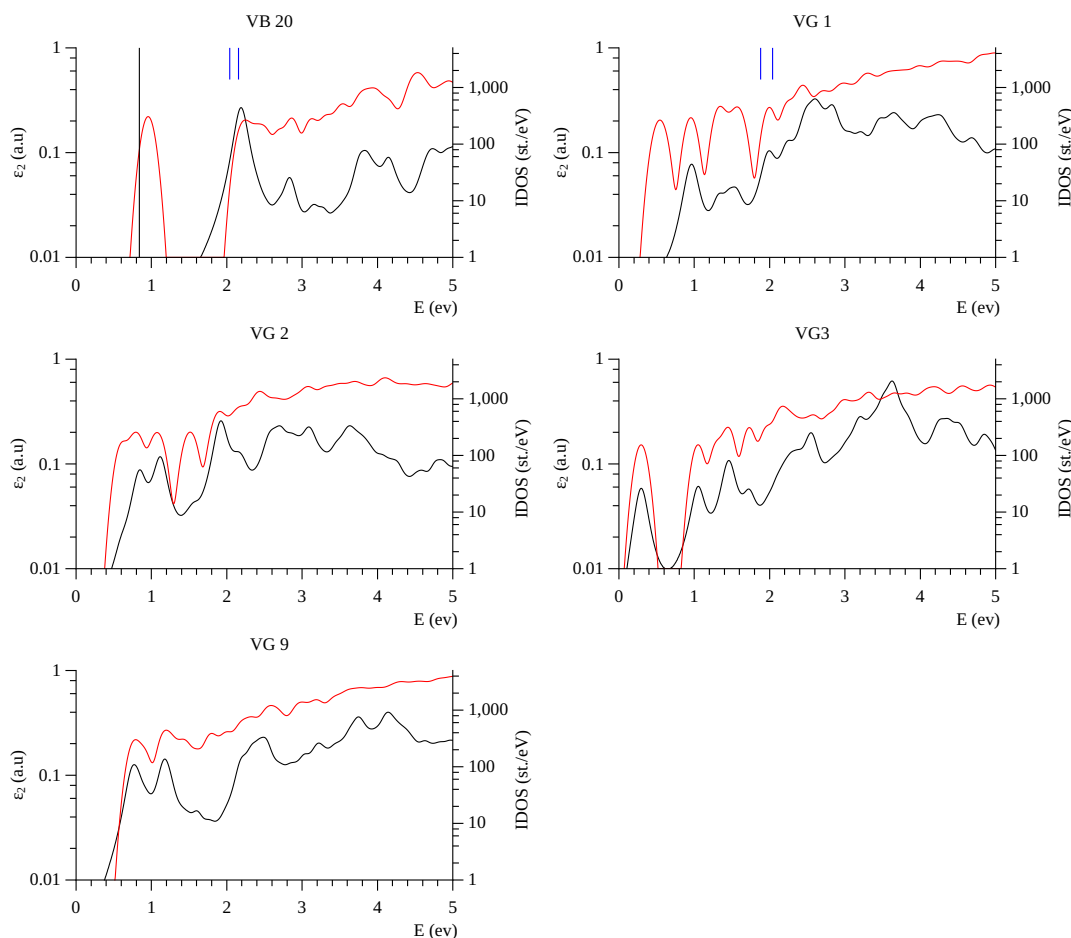 VB 20
1
0.1
0.01
ε₂ (a.u)
1,000
100
10
1
IDOS (st./eV)
0 1 2 3 4 5
E (ev)
VG 1
1
0.1
0.01
ε₂ (a.u)
1,000
100
10
1
IDOS (st./eV)
0 1 2 3 4 5
E (ev)
VG 2
1
0.1
0.01
ε₂ (a.u)
1,000
100
10
1
IDOS (st./eV)
0 1 2 3 4 5
E (ev)
VG3
1
0.1
0.01
ε₂ (a.u)
1,000
100
10
1
IDOS (st./eV)
0 1 2 3 4 5
E (ev)
VG 9
1
0.1
0.01
ε₂ (a.u)
1,000
100
10
1
IDOS (st./eV)
0 1 2 3 4 5
E (ev)